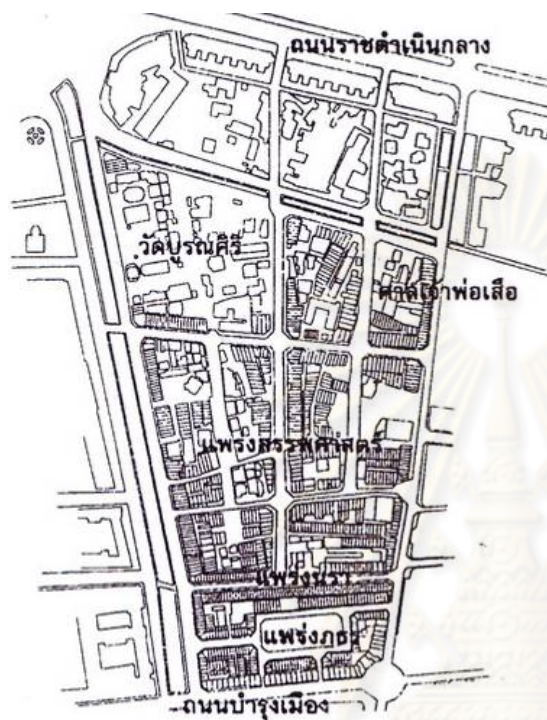 ถนนราชดำเนินกลาง
วัดบูรณศิริ
ศาลเจ้าพ่อเสือ
แพร่งสรรพศาสตร์
แพร่งนรา
แพร่งภูธร
ถนนบำรุงเมือง